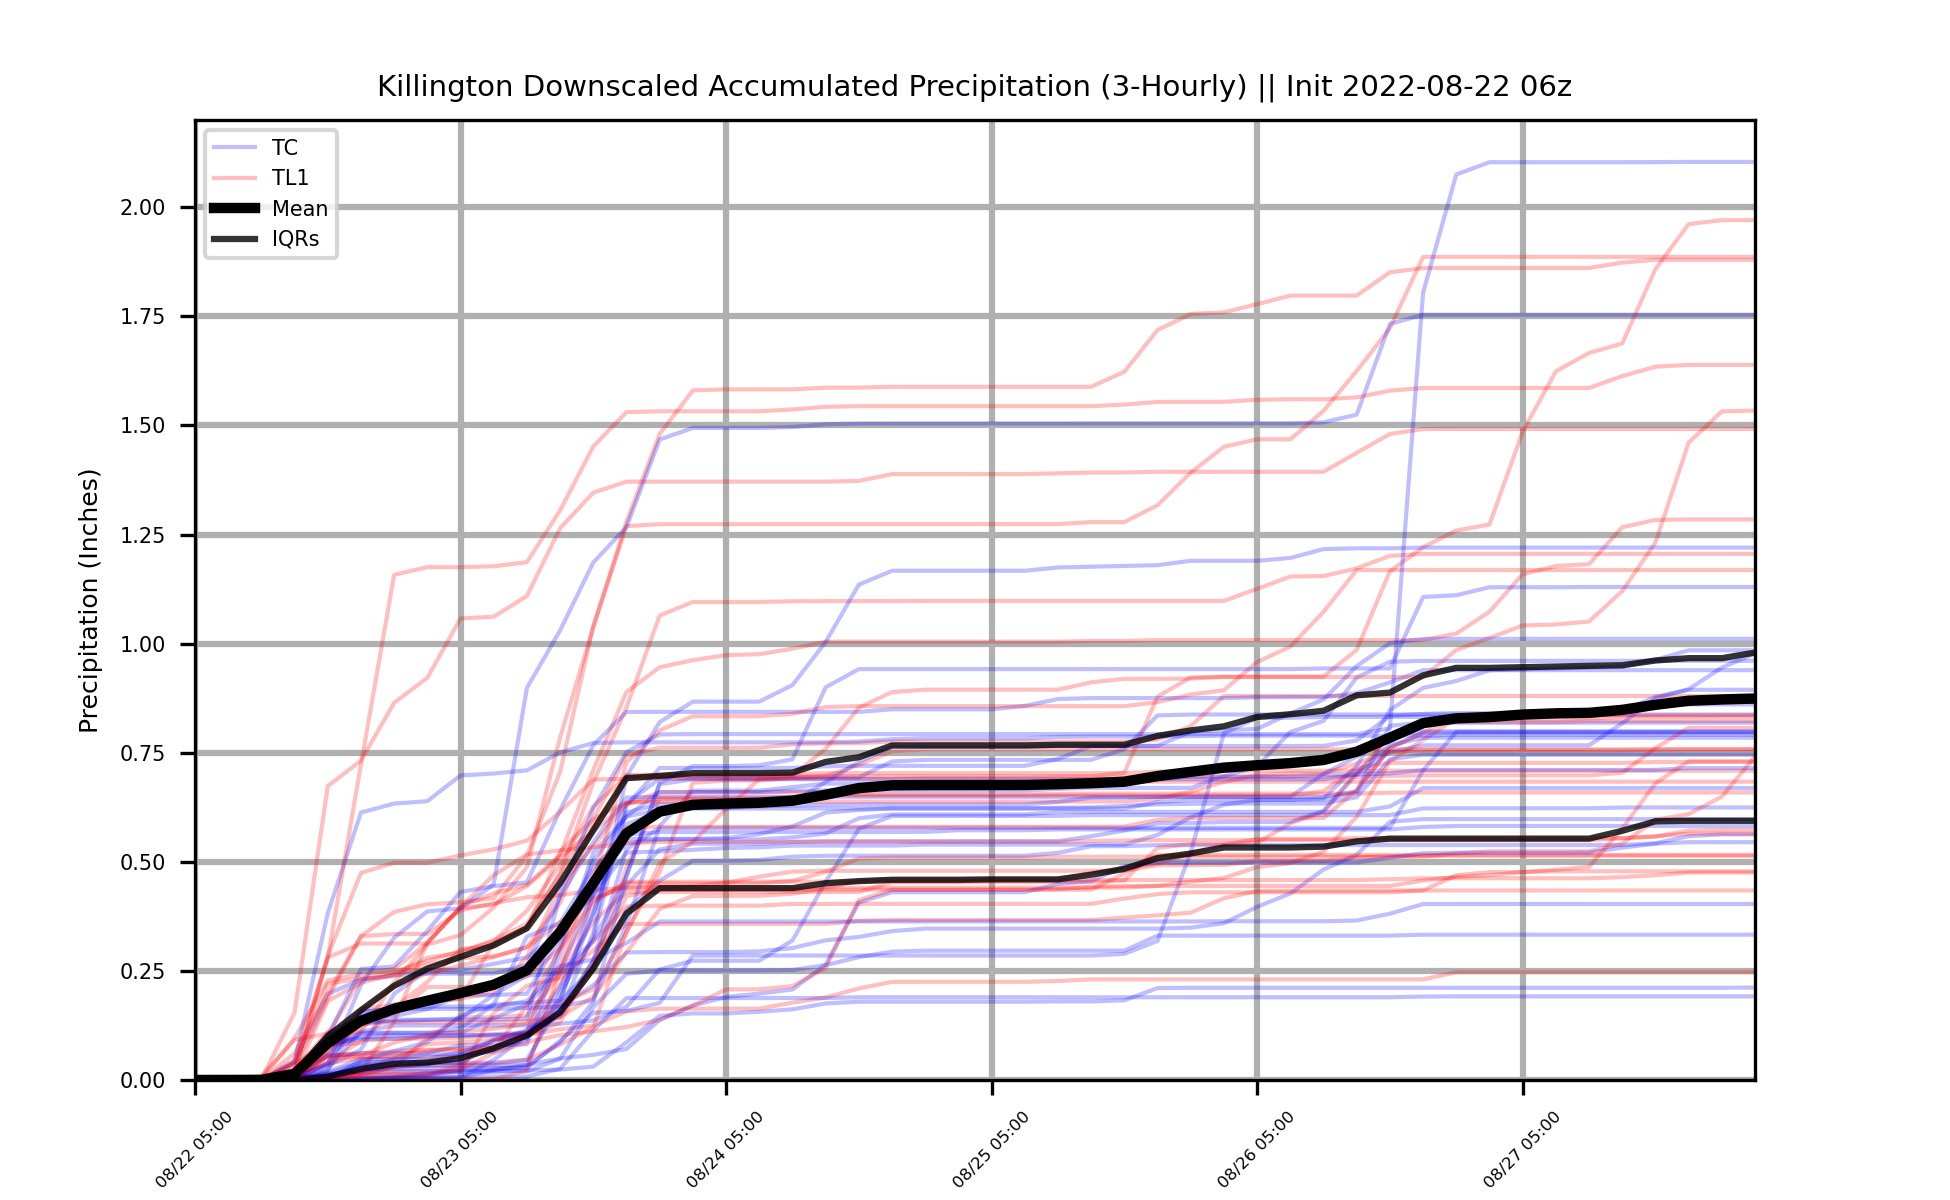 Killington Downscaled Accumulated Precipitation (3-Hourly) || Init 2022-08-22 06z
TC
TL1
Mean
IQRs
Precipitation (Inches)
2.00
1.75
1.50
1.25
1.00
0.75
0.50
0.25
0.00
08/22 05:00
08/23 05:00
08/24 05:00
08/25 05:00
08/26 05:00
08/27 05:00